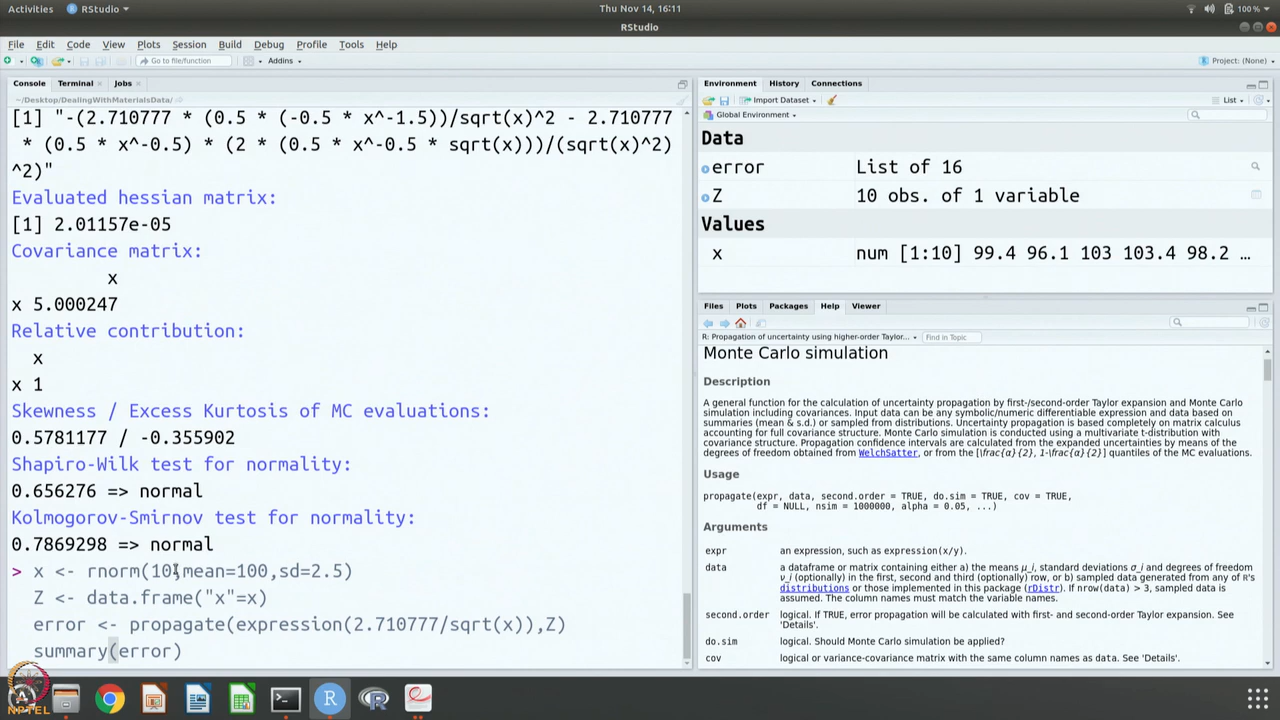 Activities
RStudio
Thu Nov 14, 16:11
100 %
RStudio
File Edit Code View Plots Session Build Debug Profile Tools Help
Go to file/function
Addins
Project: (None)
Console Terminal Jobs
~/Desktop/DealingWithMaterialsData/
[1] "-(2.710777 * (0.5 * (-0.5 * x^-1.5))/sqrt(x)^2 - 2.710777
* (0.5 * x^-0.5) * (2 * (0.5 * x^-0.5 * sqrt(x)))/(sqrt(x)^2)
^2)"
Evaluated hessian matrix:
[1] 2.01157e-05
Covariance matrix:
x
x 5.000247
Relative contribution:
x
x 1
Skewness / Excess Kurtosis of MC evaluations:
0.5781177 / -0.355902
Shapiro-Wilk test for normality:
0.656276 => normal
Kolmogorov-Smirnov test for normality:
0.7869298 => normal
> x <- rnorm(10,mean=100,sd=2.5)
Z <- data.frame("x"=x)
error <- propagate(expression(2.710777/sqrt(x)),Z)
summary(error)
Environment History Connections
Import Dataset
List
Global Environment
Data
error List of 16
Z 10 obs. of 1 variable
Values
x num [1:10] 99.4 96.1 103 103.4 98.2 …
Files Plots Packages Help Viewer
R: Propagation of uncertainty using higher-order Taylor...
Find in Topic
Monte Carlo simulation
Description
A general function for the calculation of uncertainty propagation by first-/second-order Taylor expansion and Monte Carlo
simulation including covariances. Input data can be any symbolic/numeric differentiable expression and data based on
summaries (mean & s.d.) or sampled from distributions. Uncertainty propagation is based completely on matrix calculus
accounting for full covariance structure. Monte Carlo simulation is conducted using a multivariate t-distribution with
covariance structure. Propagation confidence intervals are calculated from the expanded uncertainties by means of the
degrees of freedom obtained from WelchSatter, or from the [\frac{α}{2}, 1-\frac{α}{2}] quantiles of the MC evaluations.
Usage
propagate(expr, data, second.order = TRUE, do.sim = TRUE, cov = TRUE,
df = NULL, nsim = 1000000, alpha = 0.05, ...)
Arguments
expr an expression, such as expression(x/y).
data a dataframe or matrix containing either a) the means μ_i, standard deviations σ_i and degrees of freedom
ν_i (optionally) in the first, second and third (optionally) row, or b) sampled data generated from any of R's
distributions or those implemented in this package (rDistr). If nrow(data) > 3, sampled data is
assumed. The column names must match the variable names.
second.order logical. If TRUE, error propagation will be calculated with first- and second-order Taylor expansion. See
'Details'.
do.sim logical. Should Monte Carlo simulation be applied?
cov logical or variance-covariance matrix with the same column names as data. See 'Details'.
NPTEL